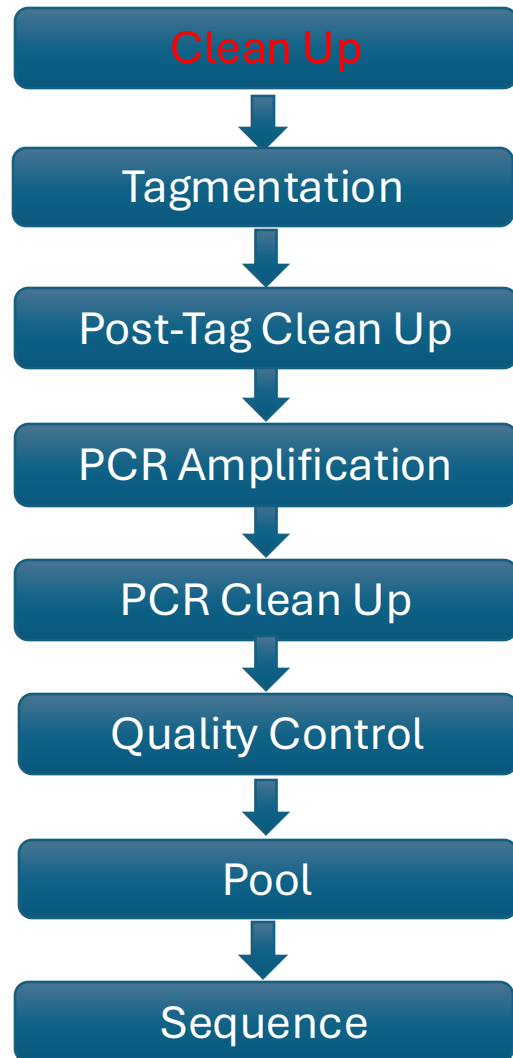 Clean Up
Tagmentation
Post-Tag Clean Up
PCR Amplification
PCR Clean Up
Quality Control
Pool
Sequence